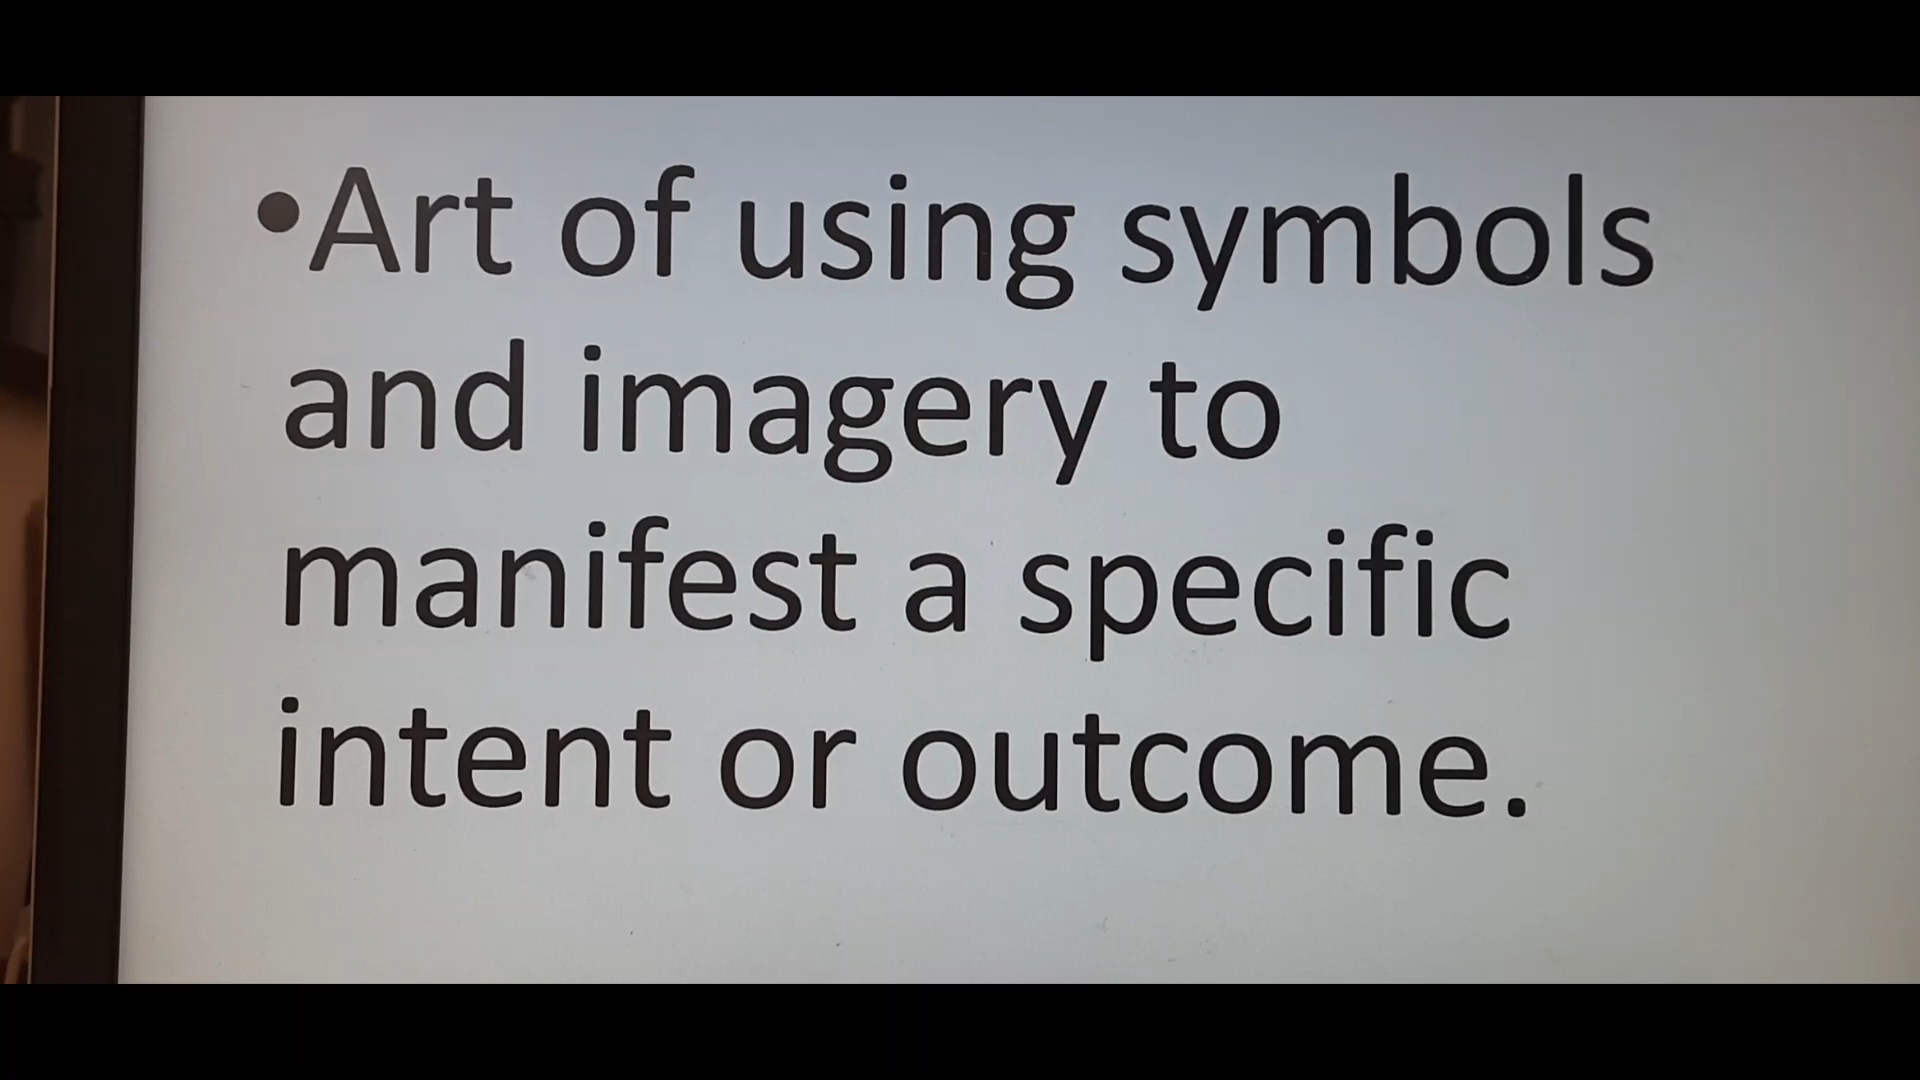 •Art of using symbols
and imagery to
manifest a specific
intent or outcome.